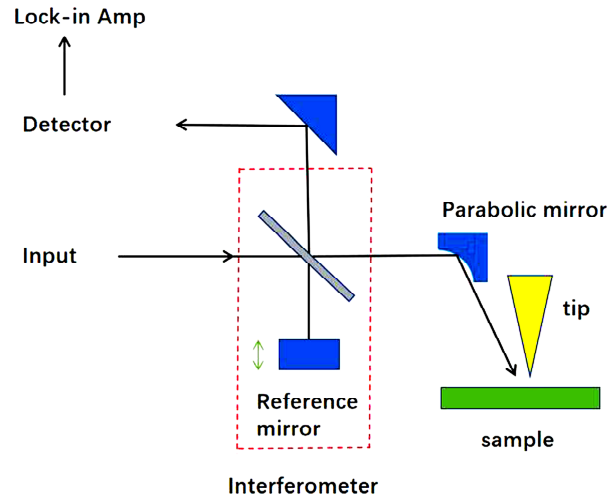 Lock-in Amp
Detector
Parabolic mirror
Input
tip
Reference
mirror
sample
Interferometer